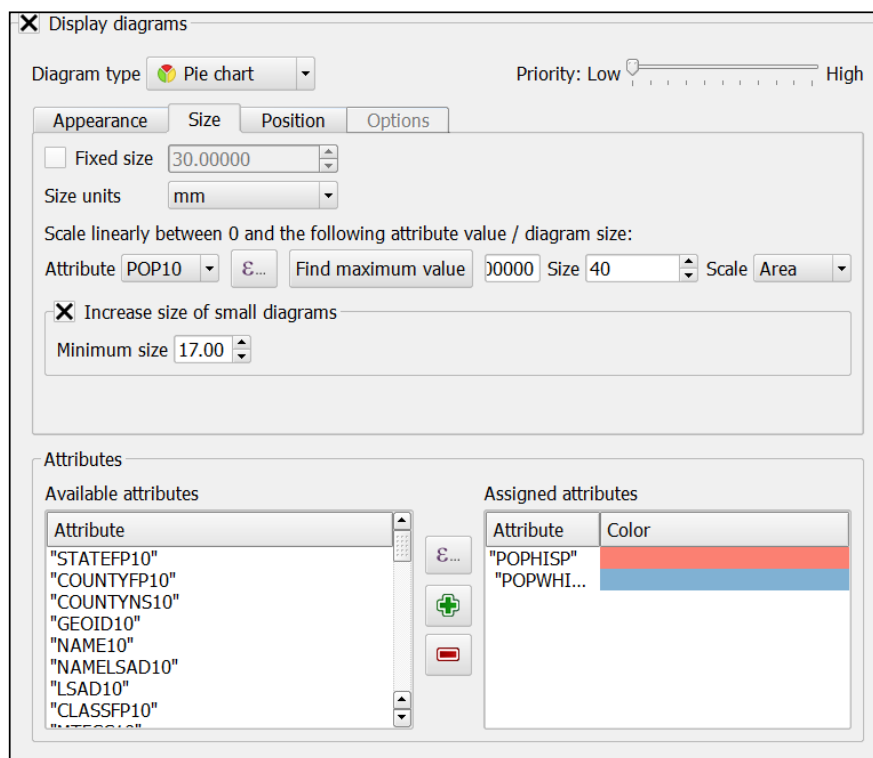 Display diagrams
Diagram type Pie chart Priority: Low High
Appearance Size Position Options
Fixed size 30.00000
Size units mm
Scale linearly between 0 and the following attribute value / diagram size:
Attribute POP10 ε... Find maximum value 00000 Size 40 Scale Area
Increase size of small diagrams
Minimum size 17.00
Attributes
Available attributes Assigned attributes
Attribute Attribute Color
"STATEFP10" ε... "POPHISP"
"COUNTYFP10" "POPWHI...
"COUNTYNS10"
"GEOID10"
"NAME10"
"NAMELSAD10"
"LSAD10"
"CLASSFP10"